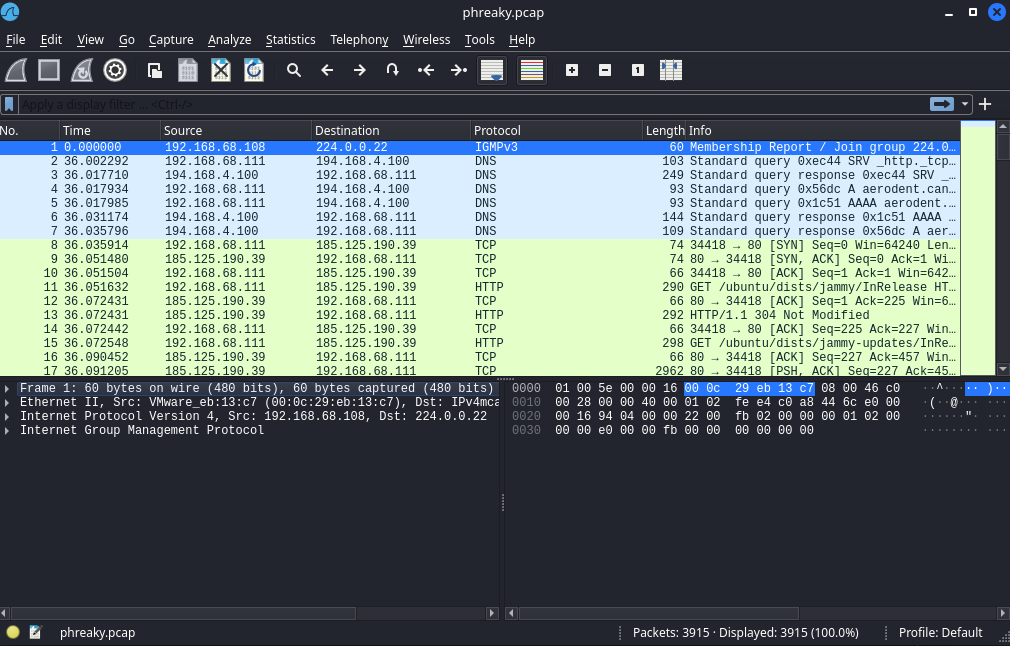 phreaky.pcap
File Edit View Go Capture Analyze Statistics Telephony Wireless Tools Help
Apply a display filter ... <Ctrl-/>
No. Time Source Destination Protocol Length Info
1 0.000000 192.168.68.108 224.0.0.22 IGMPv3 60 Membership Report / Join group 224.0…
2 36.002292 192.168.68.111 194.168.4.100 DNS 103 Standard query 0xec44 SRV _http._tcp…
3 36.017710 194.168.4.100 192.168.68.111 DNS 249 Standard query response 0xec44 SRV _…
4 36.017934 192.168.68.111 194.168.4.100 DNS 93 Standard query 0x56dc A aerodent.can…
5 36.017985 192.168.68.111 194.168.4.100 DNS 93 Standard query 0x1c51 AAAA aerodent.…
6 36.031174 194.168.4.100 192.168.68.111 DNS 144 Standard query response 0x1c51 AAAA …
7 36.035796 194.168.4.100 192.168.68.111 DNS 109 Standard query response 0x56dc A aer…
8 36.035914 192.168.68.111 185.125.190.39 TCP 74 34418 → 80 [SYN] Seq=0 Win=64240 Len…
9 36.051480 185.125.190.39 192.168.68.111 TCP 74 80 → 34418 [SYN, ACK] Seq=0 Ack=1 Wi…
10 36.051504 192.168.68.111 185.125.190.39 TCP 66 34418 → 80 [ACK] Seq=1 Ack=1 Win=642…
11 36.051632 192.168.68.111 185.125.190.39 HTTP 290 GET /ubuntu/dists/jammy/InRelease HT…
12 36.072431 185.125.190.39 192.168.68.111 TCP 66 80 → 34418 [ACK] Seq=1 Ack=225 Win=6…
13 36.072431 185.125.190.39 192.168.68.111 HTTP 292 HTTP/1.1 304 Not Modified
14 36.072442 192.168.68.111 185.125.190.39 TCP 66 34418 → 80 [ACK] Seq=225 Ack=227 Win…
15 36.072548 192.168.68.111 185.125.190.39 HTTP 298 GET /ubuntu/dists/jammy-updates/InRe…
16 36.090452 185.125.190.39 192.168.68.111 TCP 66 80 → 34418 [ACK] Seq=227 Ack=457 Win…
17 36.091205 185.125.190.39 192.168.68.111 TCP 2962 80 → 34418 [PSH, ACK] Seq=227 Ack=45…
Frame 1: 60 bytes on wire (480 bits), 60 bytes captured (480 bits)
Ethernet II, Src: VMware_eb:13:c7 (00:0c:29:eb:13:c7), Dst: IPv4mca
Internet Protocol Version 4, Src: 192.168.68.108, Dst: 224.0.0.22
Internet Group Management Protocol
0000 01 00 5e 00 00 16 00 0c 29 eb 13 c7 08 00 46 c0 ··^····· )·····
0010 00 28 00 00 40 00 01 02 fe e4 c0 a8 44 6c e0 00 ·(··@··· ···
0020 00 16 94 04 00 00 22 00 fb 02 00 00 00 01 02 00 ······"· ···
0030 00 00 e0 00 00 fb 00 00 00 00 00 00 ········ ···
phreaky.pcap
Packets: 3915 · Displayed: 3915 (100.0%)
Profile: Default